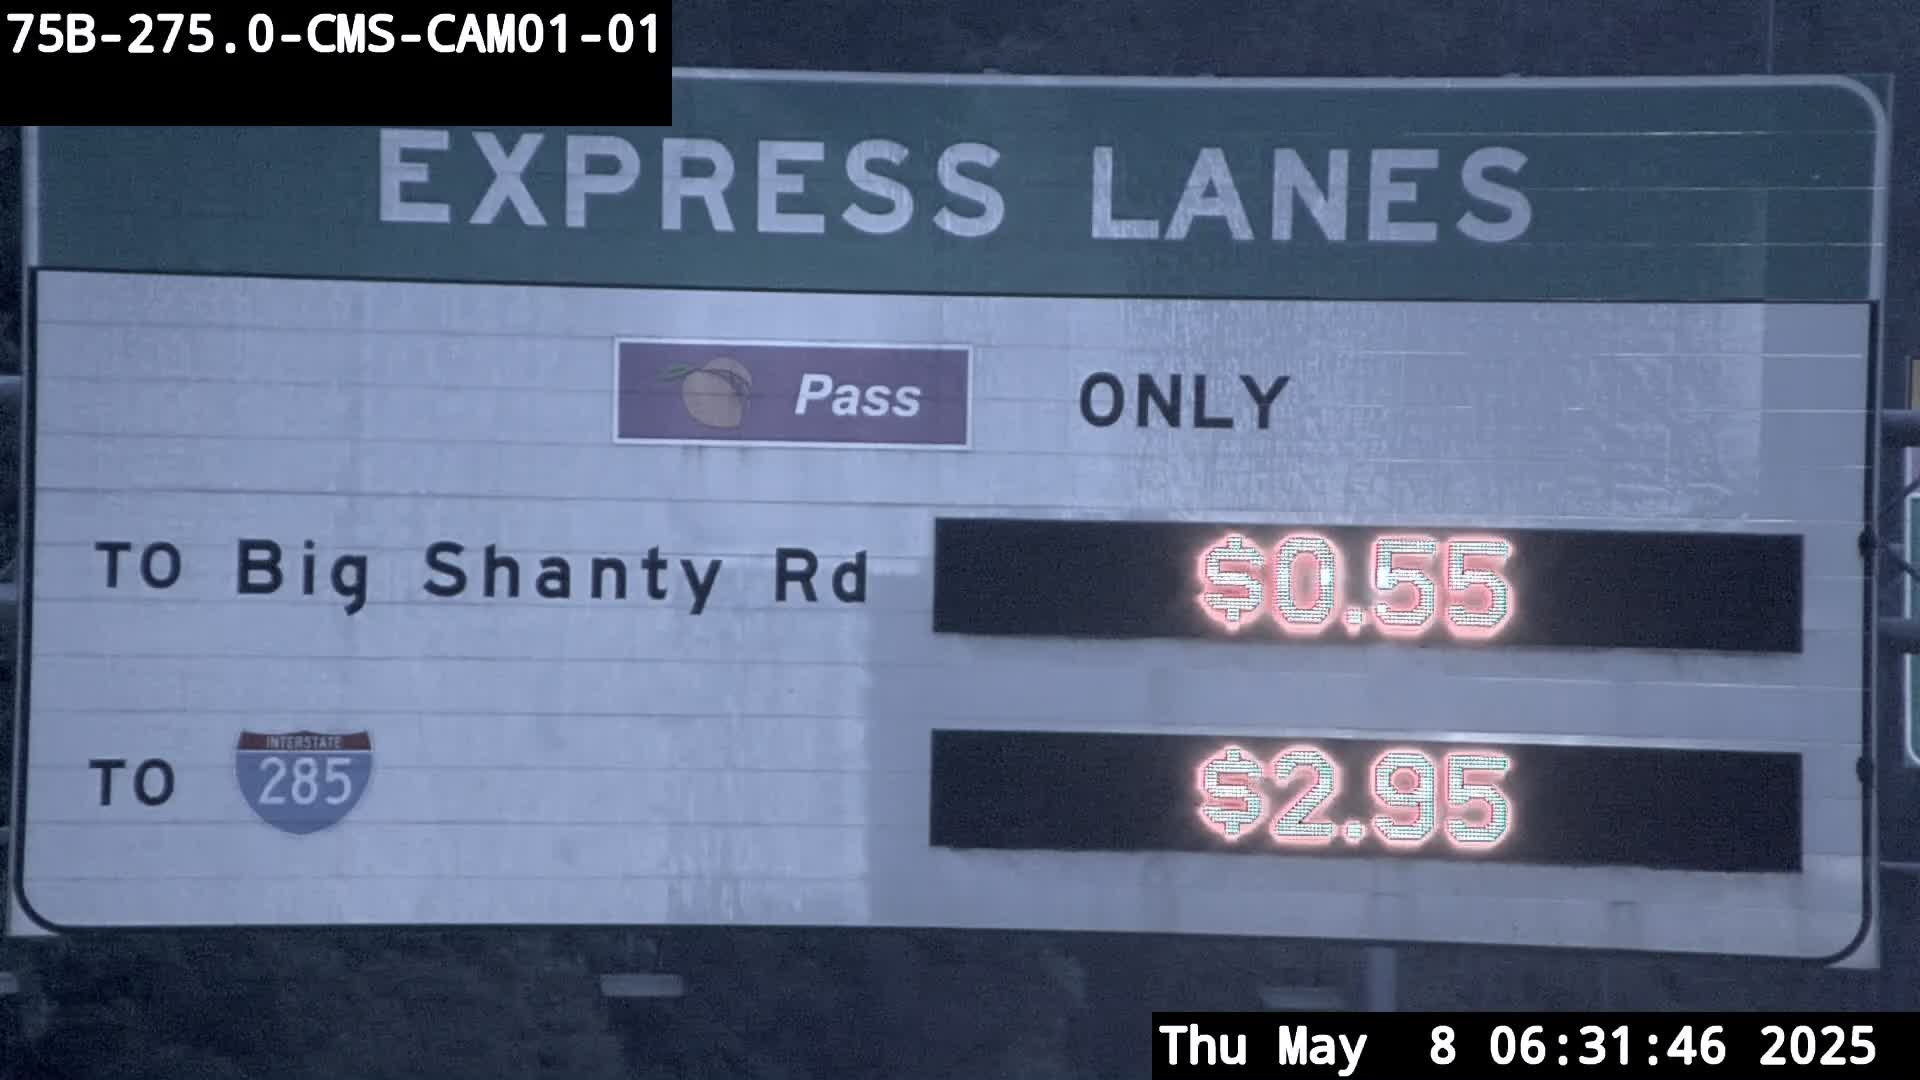 75B-275.0-CMS-CAM01-01
EXPRESS LANES
Pass ONLY
TO Big Shanty Rd $0.55
INTERSTATE
TO 285 $2.95
Thu May 8 06:31:46 2025